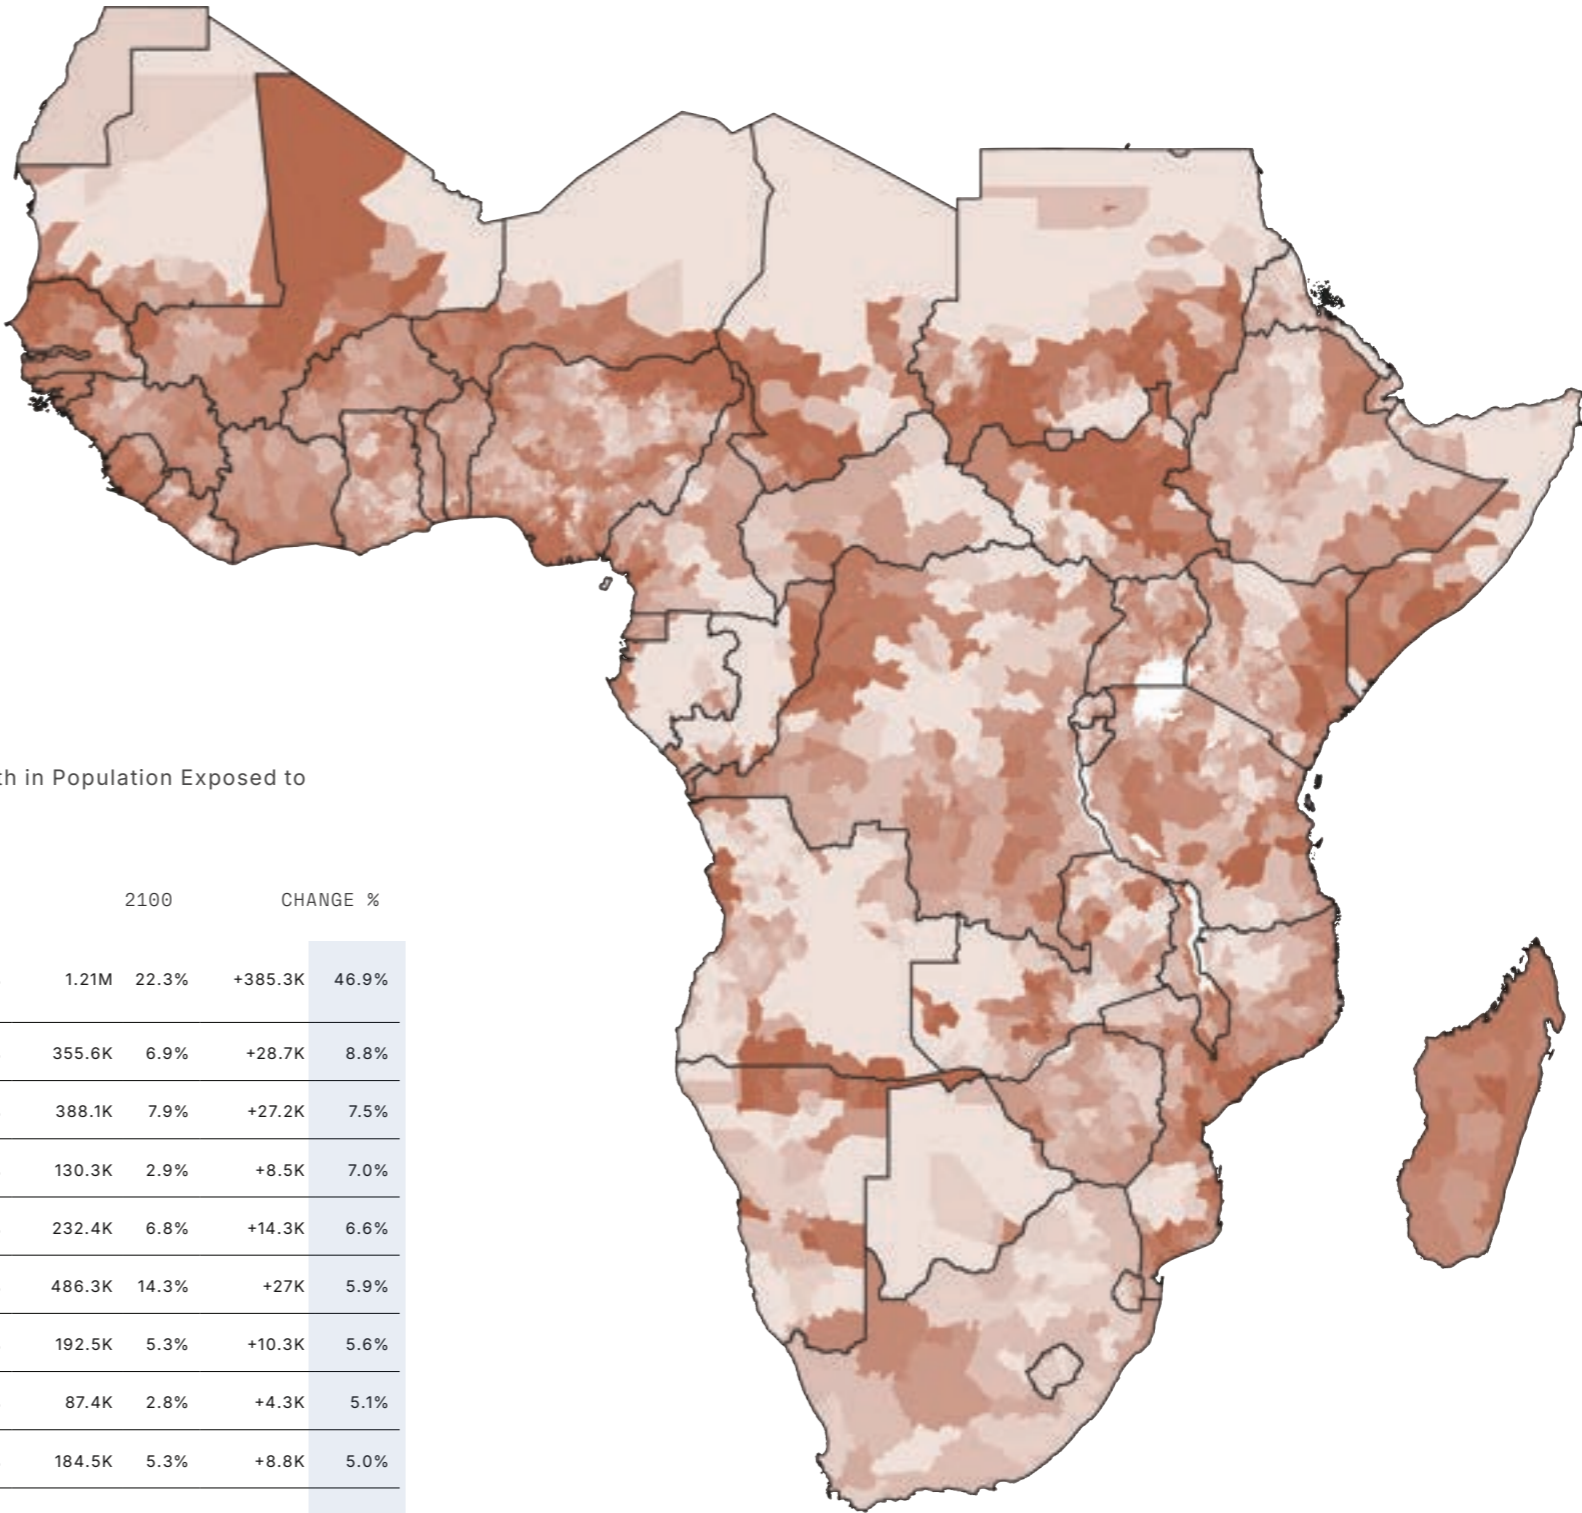 in Population Exposed to
2100 CHANGE %
1.21M 22.3% +385.3K 46.9%
355.6K 6.9% +28.7K 8.8%
388.1K 7.9% +27.2K 7.5%
130.3K 2.9% +8.5K 7.0%
232.4K 6.8% +14.3K 6.6%
486.3K 14.3% +27K 5.9%
192.5K 5.3% +10.3K 5.6%
87.4K 2.8% +4.3K 5.1%
184.5K 5.3% +8.8K 5.0%